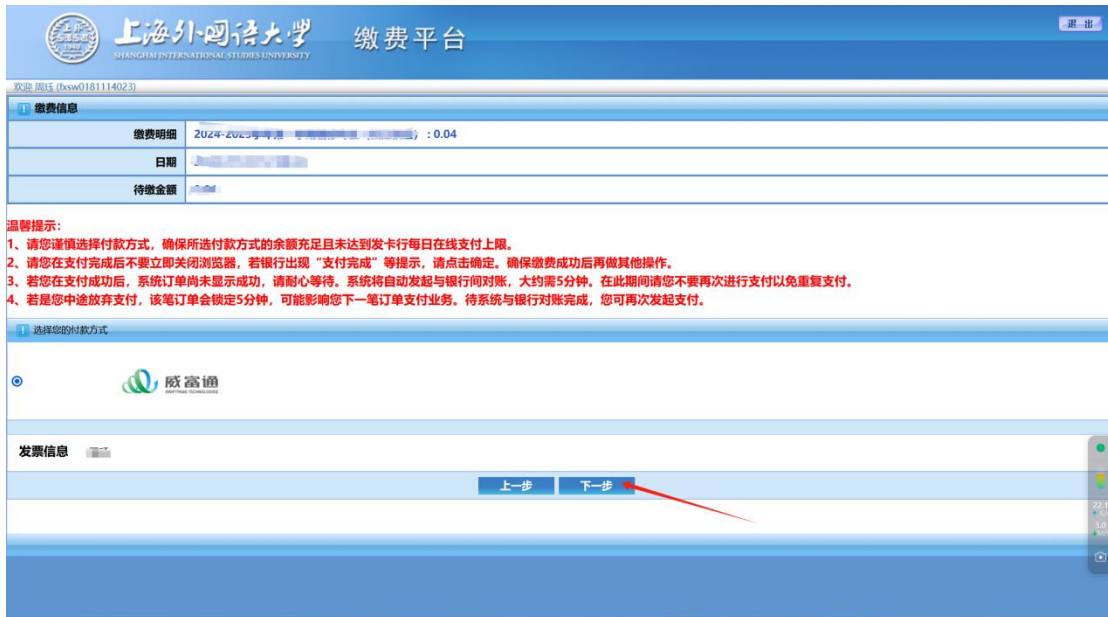 上海外国语大学 缴费平台 退 出
SHANGHAI INTERNATIONAL STUDIES UNIVERSITY
欢迎 周珏 (fxsw0181114023)
缴费信息
缴费明细 2024-2025 : 0.04
日期
待缴金额
温馨提示：
1、请您谨慎选择付款方式，确保所选付款方式的余额充足且未达到发卡行每日在线支付上限。
2、请您在支付完成后不要立即关闭浏览器，若银行出现“支付完成”等提示，请点击确定。确保缴费成功后再做其他操作。
3、若您在支付成功后，系统订单尚未显示成功，请耐心等待。系统将自动发起与银行间对账，大约需5分钟。在此期间请您不要再次进行支付以免重复支付。
4、若是您中途放弃支付，该笔订单会锁定5分钟，可能影响您下一笔订单支付业务。待系统与银行对账完成，您可再次发起支付。
选择您的付款方式
威富通
SWIFTPASS TECHNOLOGIES
发票信息
上一步 下一步